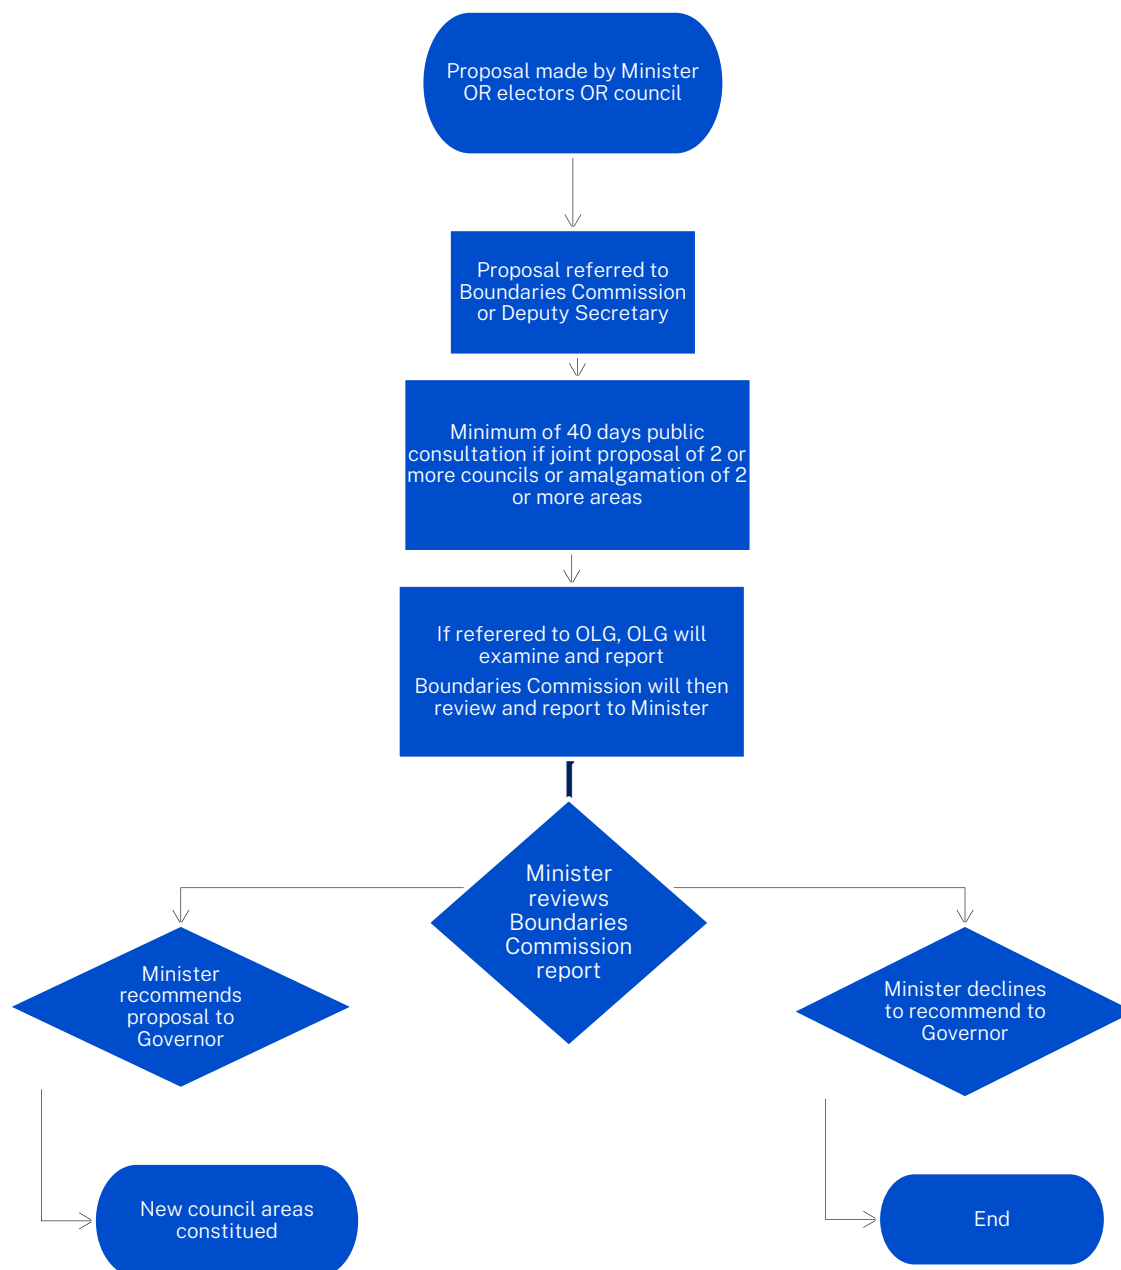 Proposal made by Minister
OR electors OR council
Proposal referred to
Boundaries Commission
or Deputy Secretary
Minimum of 40 days public
consultation if joint proposal of 2 or
more councils or amalgamation of 2
or more areas
If referered to OLG, OLG will
examine and report
Boundaries Commission will then
review and report to Minister
Minister
reviews
Boundaries
Commission
report
Minister
recommends
proposal to
Governor
Minister declines
to recommend to
Governor
New council areas
constitued
End